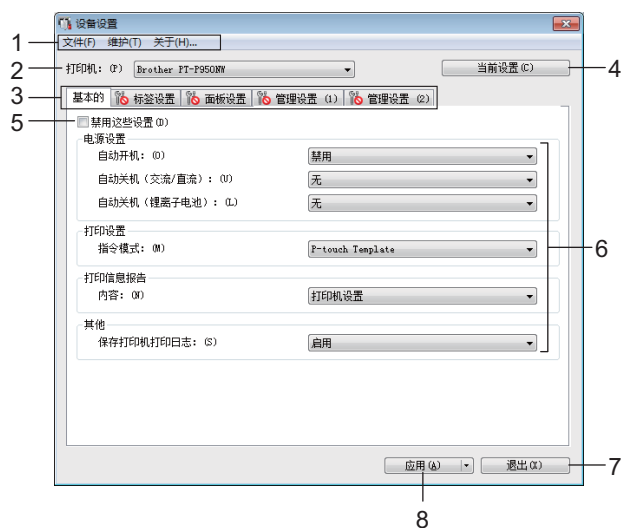 设备设置
1
文件(F) 维护(T) 关于(H)...
2
打印机: (P) Brother PT-P950NW 当前设置(C)
4
3
基本的 标签设置 面板设置 管理设置 (1) 管理设置 (2)
5
禁用这些设置(D)
电源设置
自动开机: (O) 禁用
自动关机 (交流/直流) : (U) 无
自动关机 (锂离子电池) : (L) 无
打印设置
指令模式: (M) P-touch Template
6
打印信息报告
内容: (N) 打印机设置
其他
保存打印机打印日志: (S) 启用
应用(A) 退出(X)
7
8